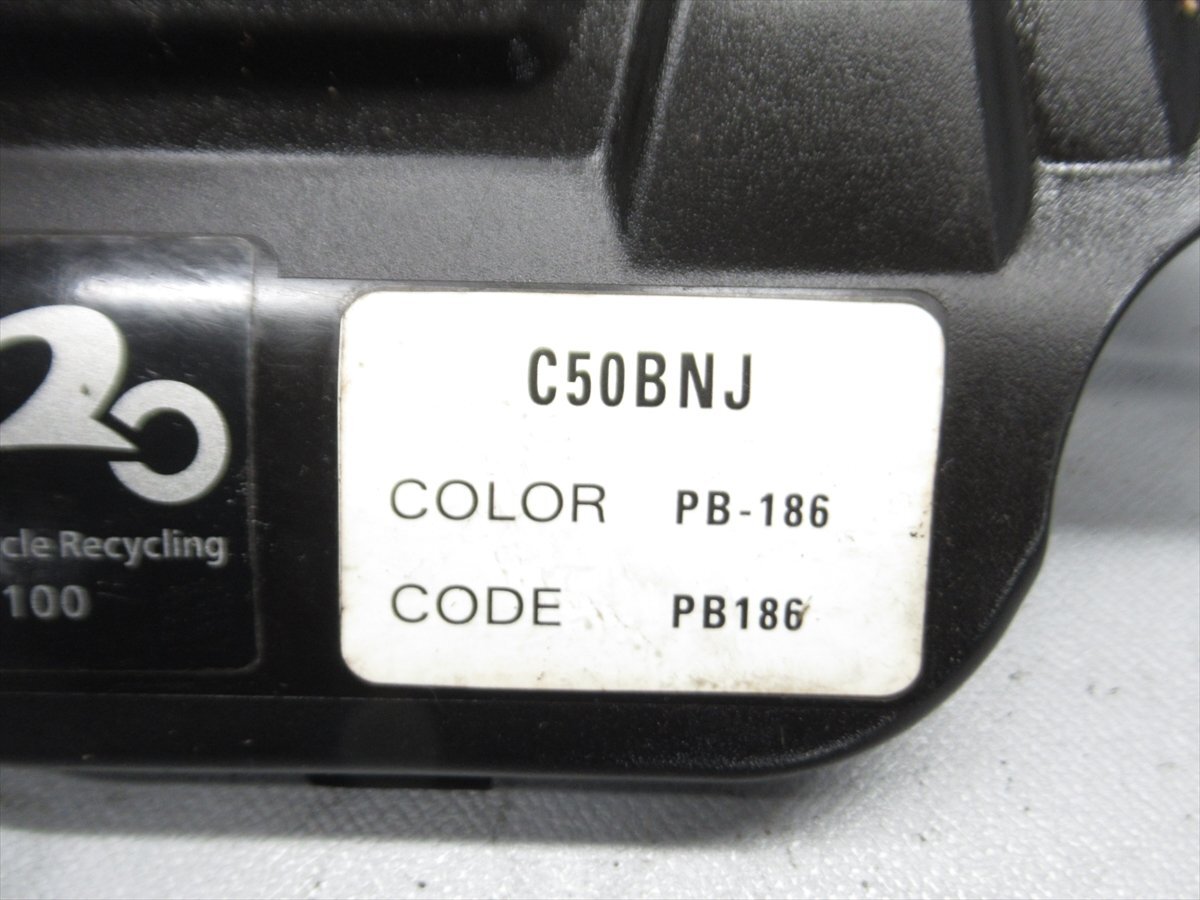 C50BNJ
COLOR PB-186
CODE PB186
cle Recycling
100